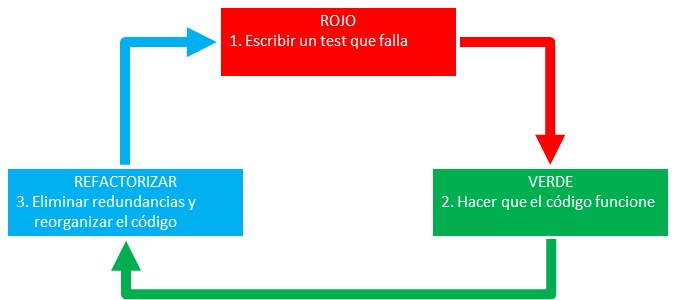 ROJO
1. Escribir un test que falla
REFACTORIZAR
3. Eliminar redundancias y
reorganizar el código
VERDE
2. Hacer que el código funcione